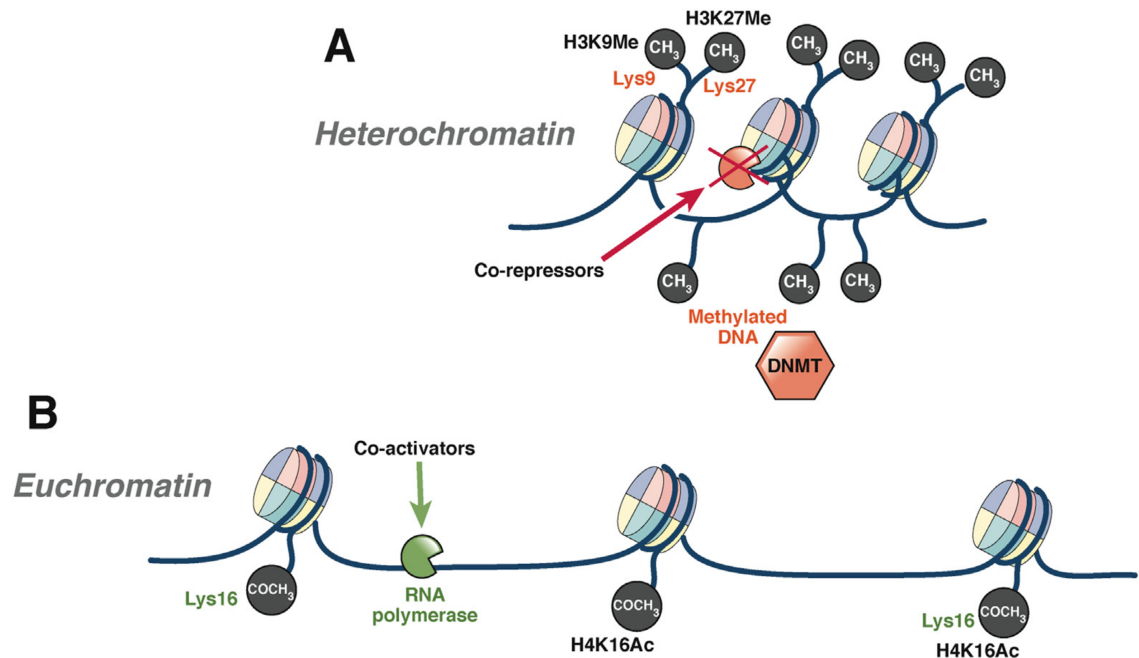 A
Heterochromatin
H3K27Me
H3K9Me
CH3
CH3
Lys9
Lys27
CH3
CH3
CH3
CH3
Co-repressors
CH3
CH3
CH3
Methylated
DNA
DNMT
B
Euchromatin
Co-activators
Lys16
COCH3
RNA
polymerase
COCH3
H4K16Ac
Lys16
COCH3
H4K16Ac